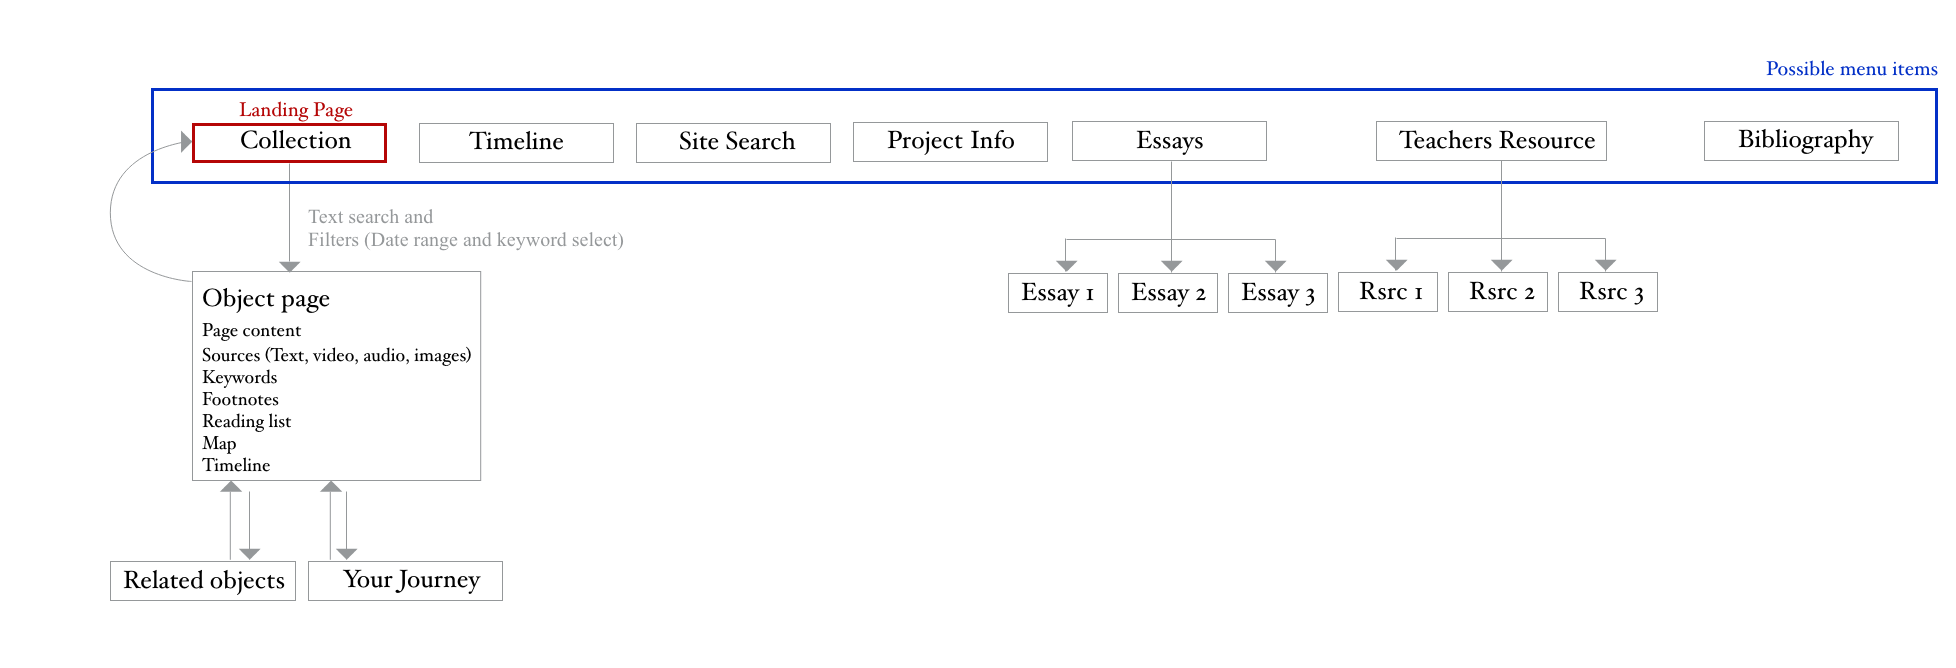 Possible menu items
Landing Page
Collection
Timeline
Site Search
Project Info
Essays
Teachers Resource
Bibliography
Text search and
Filters (Date range and keyword select)
Essay 1
Essay 2
Essay 3
Rsrc 1
Rsrc 2
Rsrc 3
Object page
Page content
Sources (Text, video, audio, images)
Keywords
Footnotes
Reading list
Map
Timeline
Related objects
Your Journey